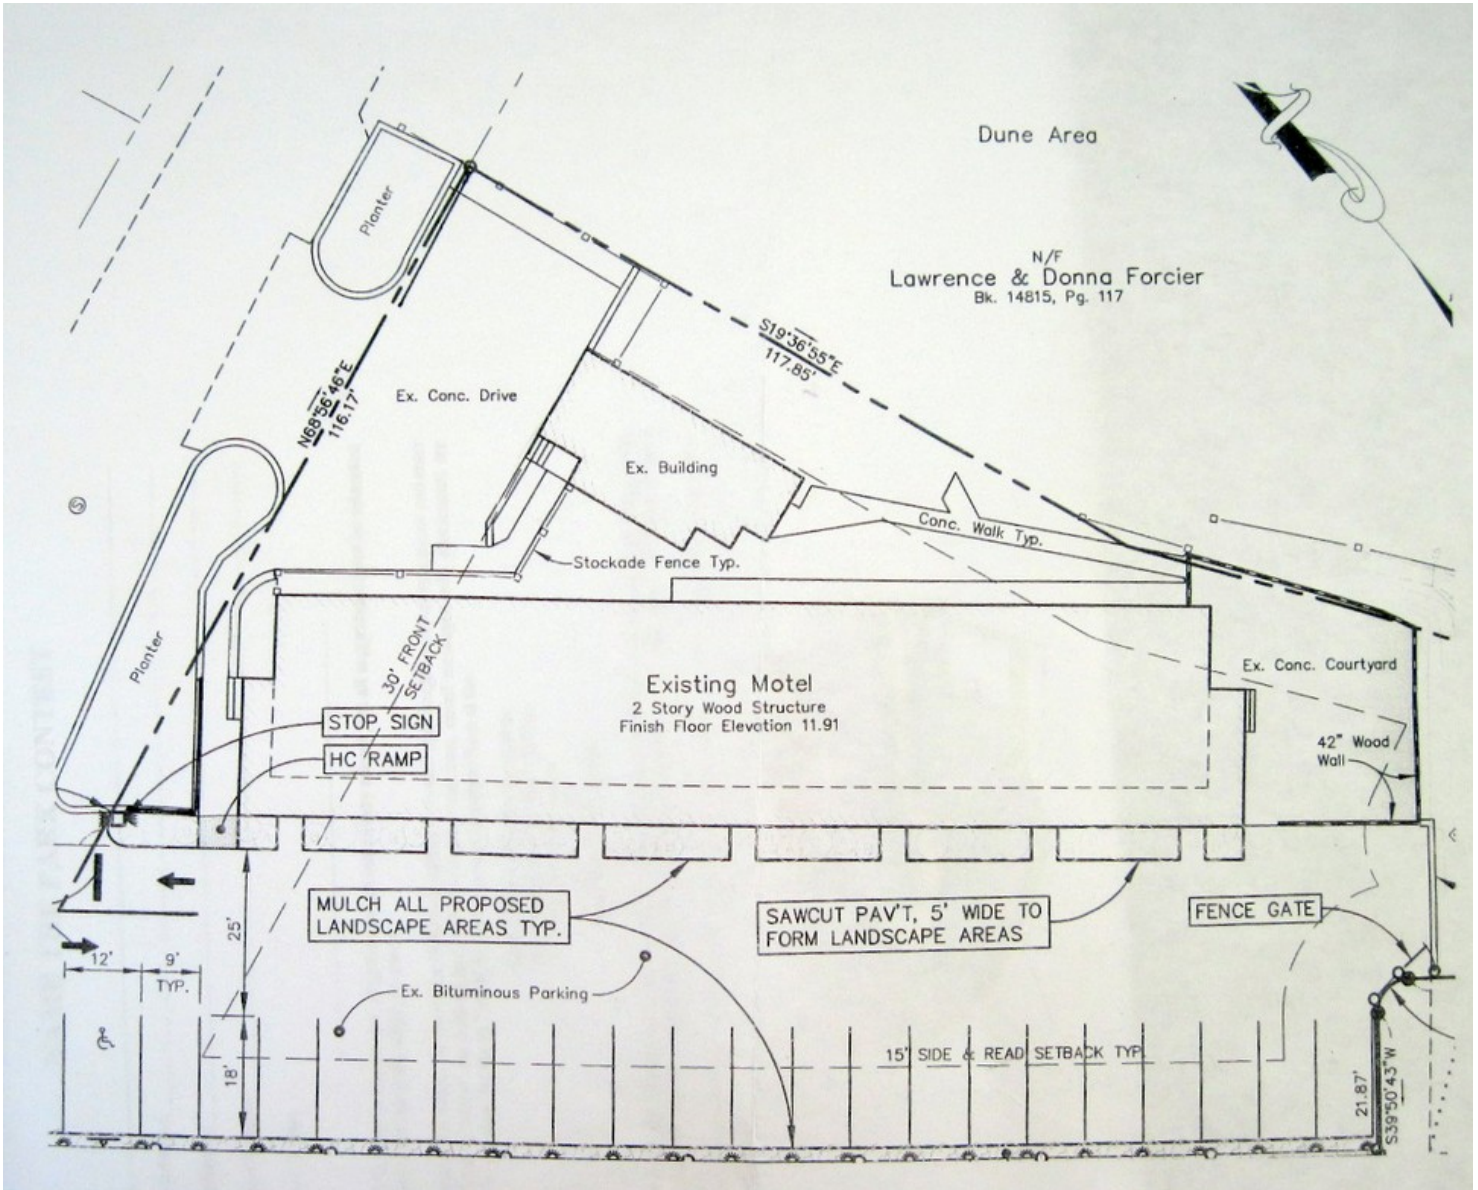 Dune Area
N/F
Lawrence & Donna Forcier
Bk. 14815, Pg. 117
Planter
S19°36'55"E
117.85'
N68°56'46"E
116.17'
Ex. Conc. Drive
Ex. Building
S
Conc. Walk Typ.
Stockade Fence Typ.
Planter
30' FRONT
SETBACK
Existing Motel
2 Story Wood Structure
Finish Floor Elevation 11.91
Ex. Conc. Courtyard
STOP SIGN
HC RAMP
42" Wood
Wall
MULCH ALL PROPOSED
LANDSCAPE AREAS TYP.
SAWCUT PAV'T, 5' WIDE TO
FORM LANDSCAPE AREAS
FENCE GATE
25'
12'
9'
TYP.
Ex. Bituminous Parking
15' SIDE & READ SETBACK TYP
18'
21.87'
S39°50'43"W